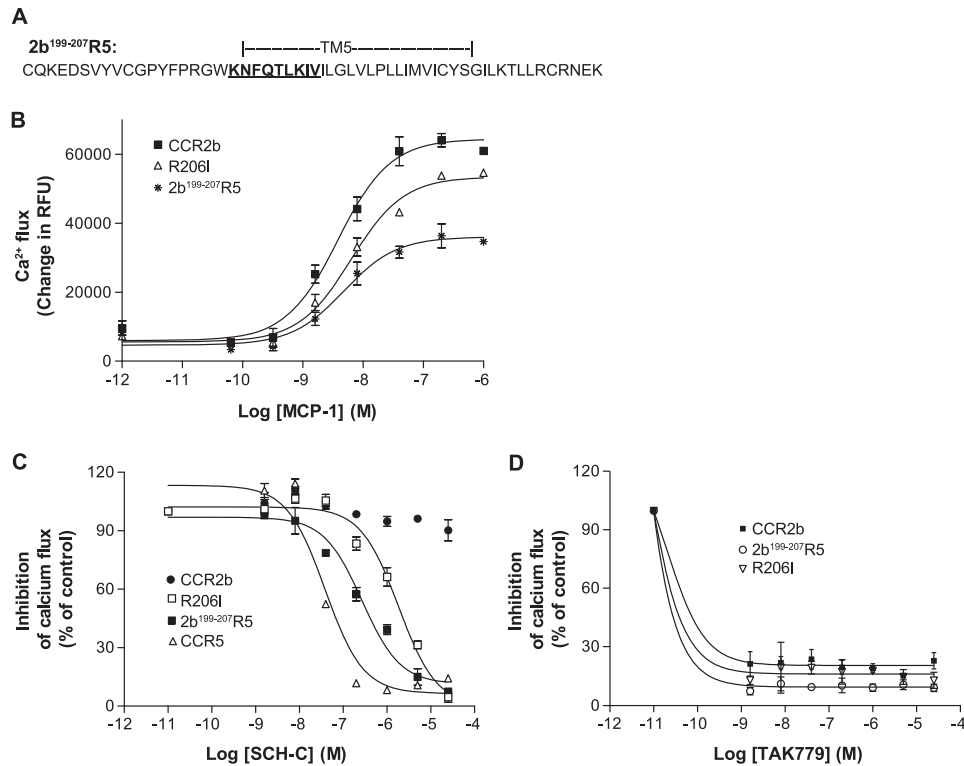 A
2b199-207R5:
|------------TM5------------------|
CQKEDSVYVCGPYFPRGWKNFQTLKIVILGLVLPLLIMVICYSGILKTLLRCRNEK
B
CCR2b
R206I
2b199-207R5
Ca2+ flux
(Change in RFU)
60000
40000
20000
0
-12 -11 -10 -9 -8 -7 -6
Log [MCP-1] (M)
C
Inhibition
of calcium flux
(% of control)
120
90
60
30
0
CCR2b
R206I
2b199-207R5
CCR5
-12 -11 -10 -9 -8 -7 -6 -5 -4
Log [SCH-C] (M)
D
Inhibition
of calcium flux
(% of control)
120
90
60
30
0
CCR2b
2b199-207R5
R206I
-12 -11 -10 -9 -8 -7 -6 -5 -4
Log [TAK779] (M)